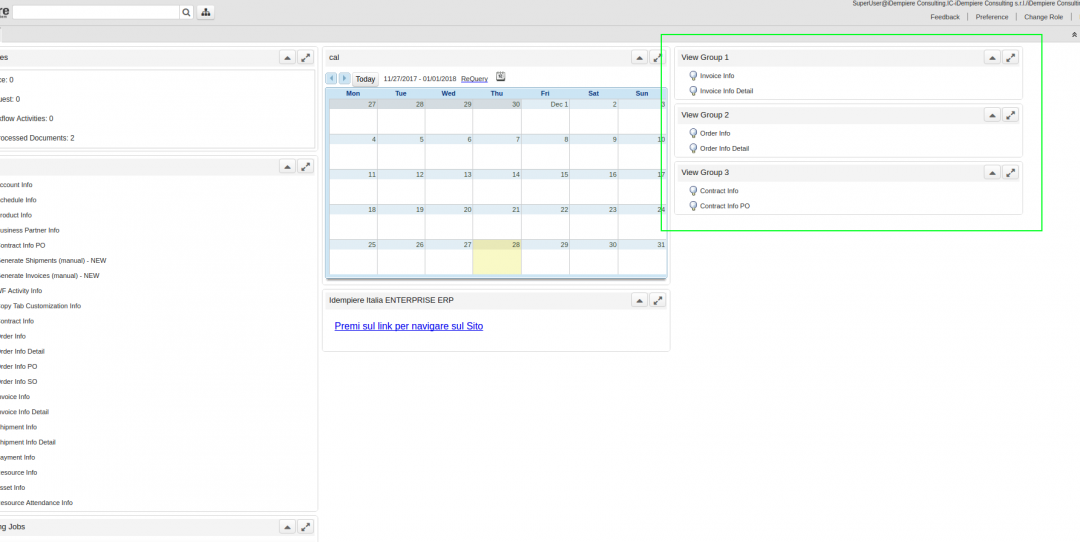 SuperUser@iDempiere Consulting.IC-iDempiere Consulting s.r.l./iDempiere Consulting
Feedback | Preference | Change Role |
0
uest: 0
kflow Activities: 0
rocessed Documents: 2
ccount Info
chedule Info
roduct Info
usiness Partner Info
ontract Info PO
enerate Shipments (manual) - NEW
enerate Invoices (manual) - NEW
VF Activity Info
opy Tab Customization Info
ontract Info
rder Info
rder Info Detail
rder Info PO
rder Info SO
voice Info
voice Info Detail
hipment Info
hipment Info Detail
ayment Info
esource Info
sset Info
esource Attendance Info
ng Jobs
cal
Today 11/27/2017 - 01/01/2018 ReQuery
Mon Tue Wed Thu Fri Sat Sun
27 28 29 30 Dec 1 2 3
4 5 6 7 8 9 10
11 12 13 14 15 16 17
18 19 20 21 22 23 24
25 26 27 28 29 30 31
Idempiere Italia ENTERPRISE ERP
Premi sul link per navigare sul Sito
View Group 1
Invoice Info
Invoice Info Detail
View Group 2
Order Info
Order Info Detail
View Group 3
Contract Info
Contract Info PO